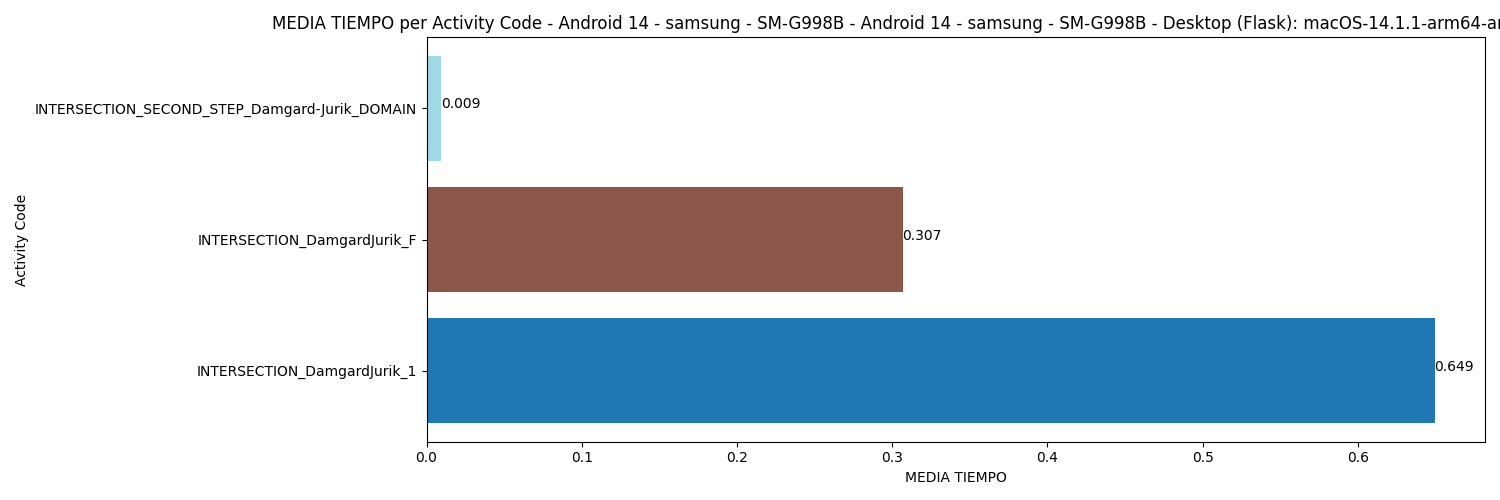 MEDIA TIEMPO per Activity Code - Android 14 - samsung - SM-G998B - Android 14 - samsung - SM-G998B - Desktop (Flask): macOS-14.1.1-arm64-
INTERSECTION_SECOND_STEP_Damgard-Jurik_DOMAIN
0.009
Activity Code
INTERSECTION_DamgardJurik_F
0.307
INTERSECTION_DamgardJurik_1
0.649
0.0 0.1 0.2 0.3 0.4 0.5 0.6
MEDIA TIEMPO